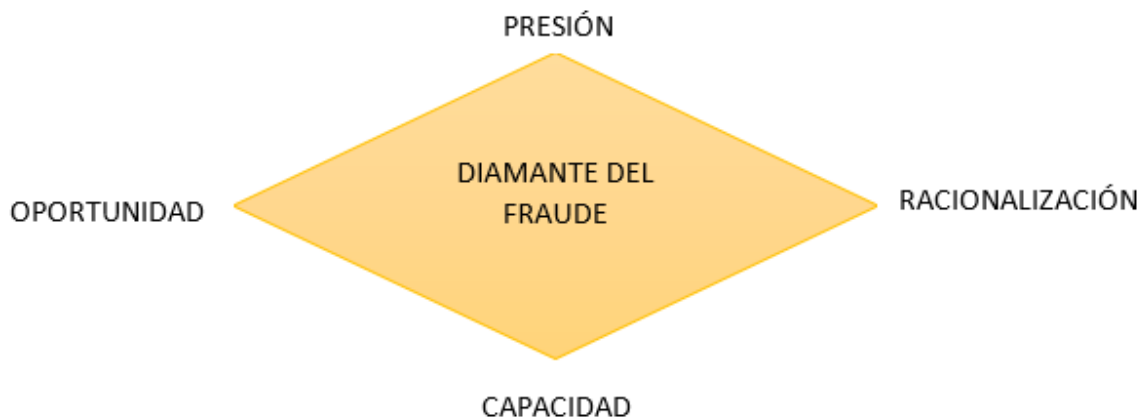 PRESIÓN
DIAMANTE DEL
FRAUDE
OPORTUNIDAD
RACIONALIZACIÓN
CAPACIDAD